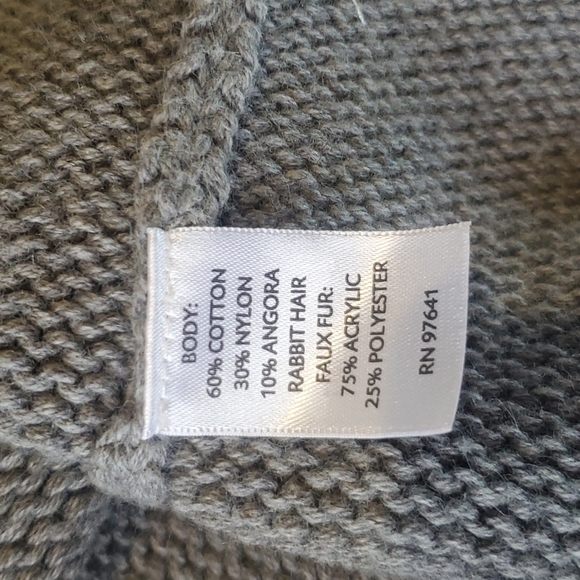 BODY:
60% COTTON
30% NYLON
10% ANGORA
RABBIT HAIR
FAUX FUR:
75% ACRYLIC
25% POLYESTER
RN 97641